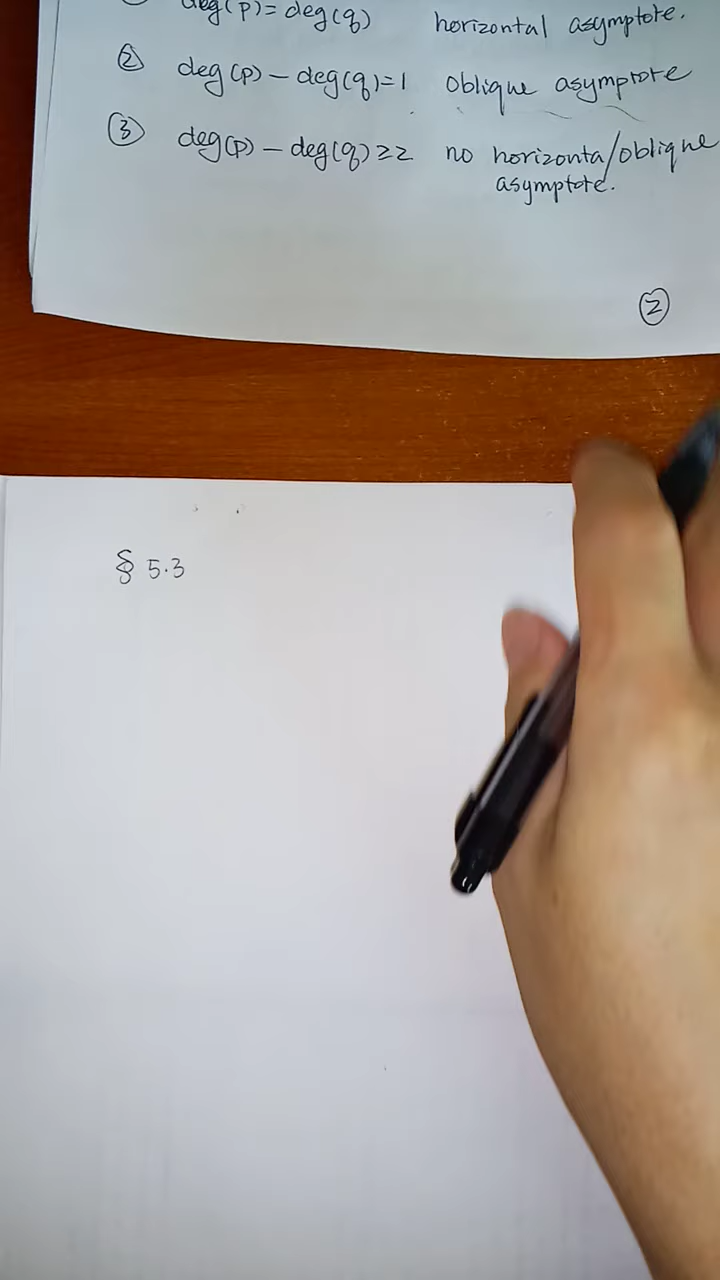 deg(p) = deg(q) horizontal asymptote.
② deg(p) - deg(q) = 1 oblique asymptote
③ deg(p) - deg(q) ≥ 2 no horizonta/oblique
asymptote.
②
§ 5.3